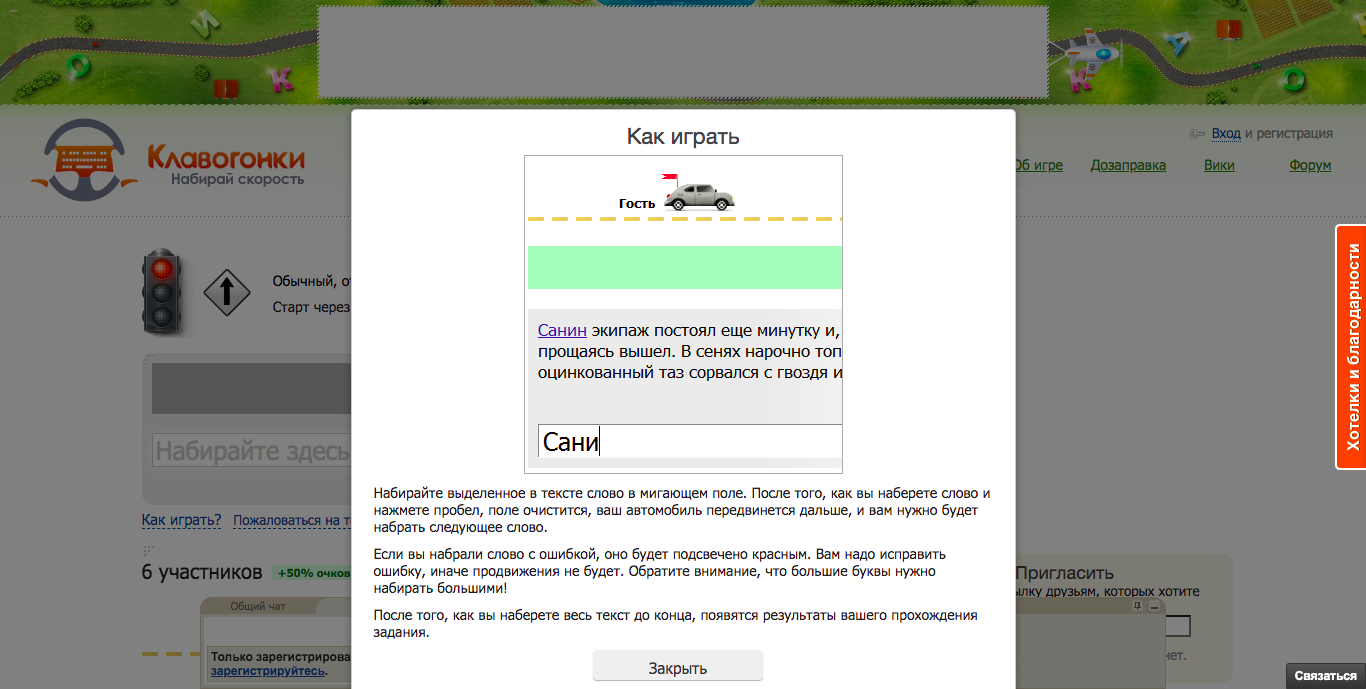 Как играть
Клавогонки
Набирай скорость
Вход и регистрация
Об игре
Дозаправка
Вики
Форум
Гость
Санин экипаж постоял еще минутку и,
прощаясь вышел. В сенях нарочно топ
оцинкованный таз сорвался с гвоздя и
Сани
Обычный,
Старт через
Набирайте здесь
Как играть?
Пожаловаться на
6 участников
+50% очков
Общий чат
Только зарегистрирова
зарегистрируйтесь.
Набирайте выделенное в тексте слово в мигающем поле. После того, как вы наберете слово и
нажмете пробел, поле очистится, ваш автомобиль передвинется дальше, и вам нужно будет
набрать следующее слово.
Если вы набрали слово с ошибкой, оно будет подсвечено красным. Вам надо исправить
ошибку, иначе продвижения не будет. Обратите внимание, что большие буквы нужно
набирать большими!
После того, как вы наберете весь текст до конца, появятся результаты вашего прохождения
задания.
Закрыть
Пригласить
друзьям, которых хотите
Хотелки и благодарности
Связаться